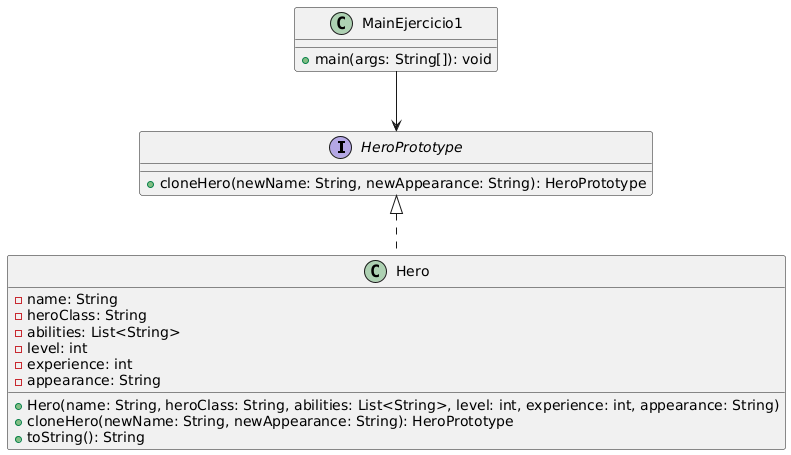 C MainEjercicio1
main(args: String[]): void
I HeroPrototype
cloneHero(newName: String, newAppearance: String): HeroPrototype
C Hero
name: String
heroClass: String
abilities: List<String>
level: int
experience: int
appearance: String
Hero(name: String, heroClass: String, abilities: List<String>, level: int, experience: int, appearance: String)
cloneHero(newName: String, newAppearance: String): HeroPrototype
toString(): String